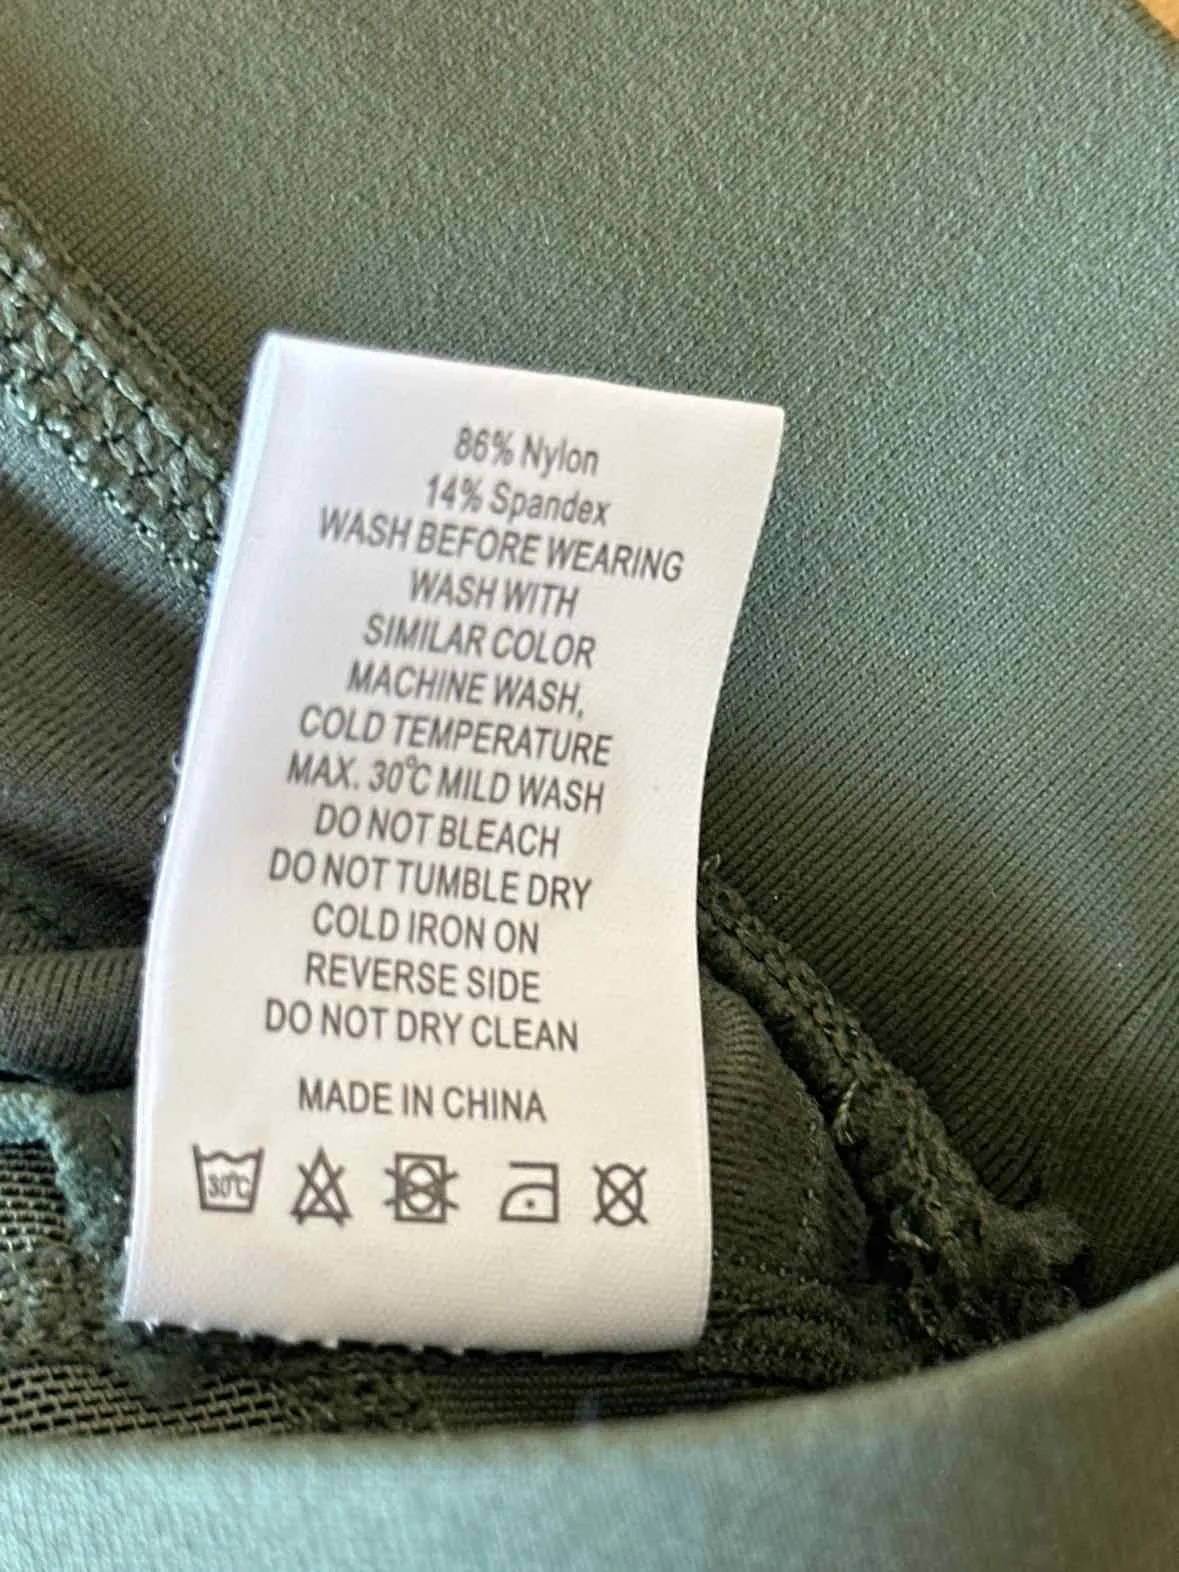 86% Nylon
14% Spandex
WASH BEFORE WEARING
WASH WITH
SIMILAR COLOR
MACHINE WASH,
COLD TEMPERATURE
MAX. 30℃ MILD WASH
DO NOT BLEACH
DO NOT TUMBLE DRY
COLD IRON ON
REVERSE SIDE
DO NOT DRY CLEAN
MADE IN CHINA
30℃